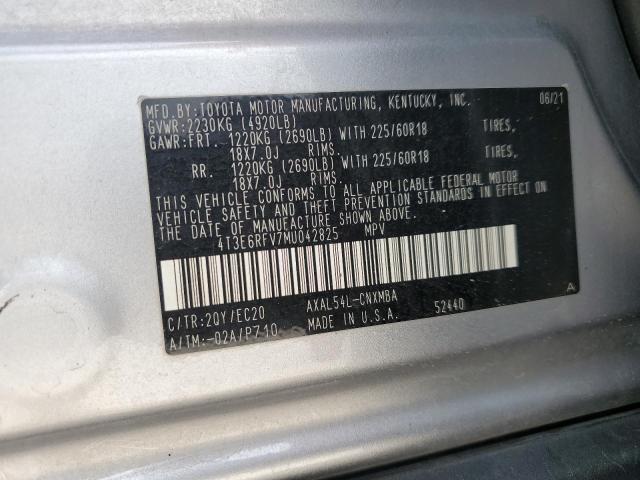 MFD.BY:TOYOTA MOTOR MANUFACTURING, KENTUCKY, INC. 06/21
GVWR:2230KG (4920LB)
GAWR:FRT. 1220KG (2690LB) WITH 225/60R18 TIRES,
18X7.0J RIMS
RR. 1220KG (2690LB) WITH 225/60R18 TIRES,
18X7.0J RIMS
THIS VEHICLE CONFORMS TO ALL APPLICABLE FEDERAL MOTOR
VEHICLE SAFETY AND THEFT PREVENTION STANDARDS IN EFFECT ON
THE DATE OF MANUFACTURE SHOWN ABOVE.
4T3E6RFV7MU042825 MPV
C/TR:2QY/EC20 AXAL54L-CNXMBA A
A/TM:-02A/P710 MADE IN U.S.A. 52440